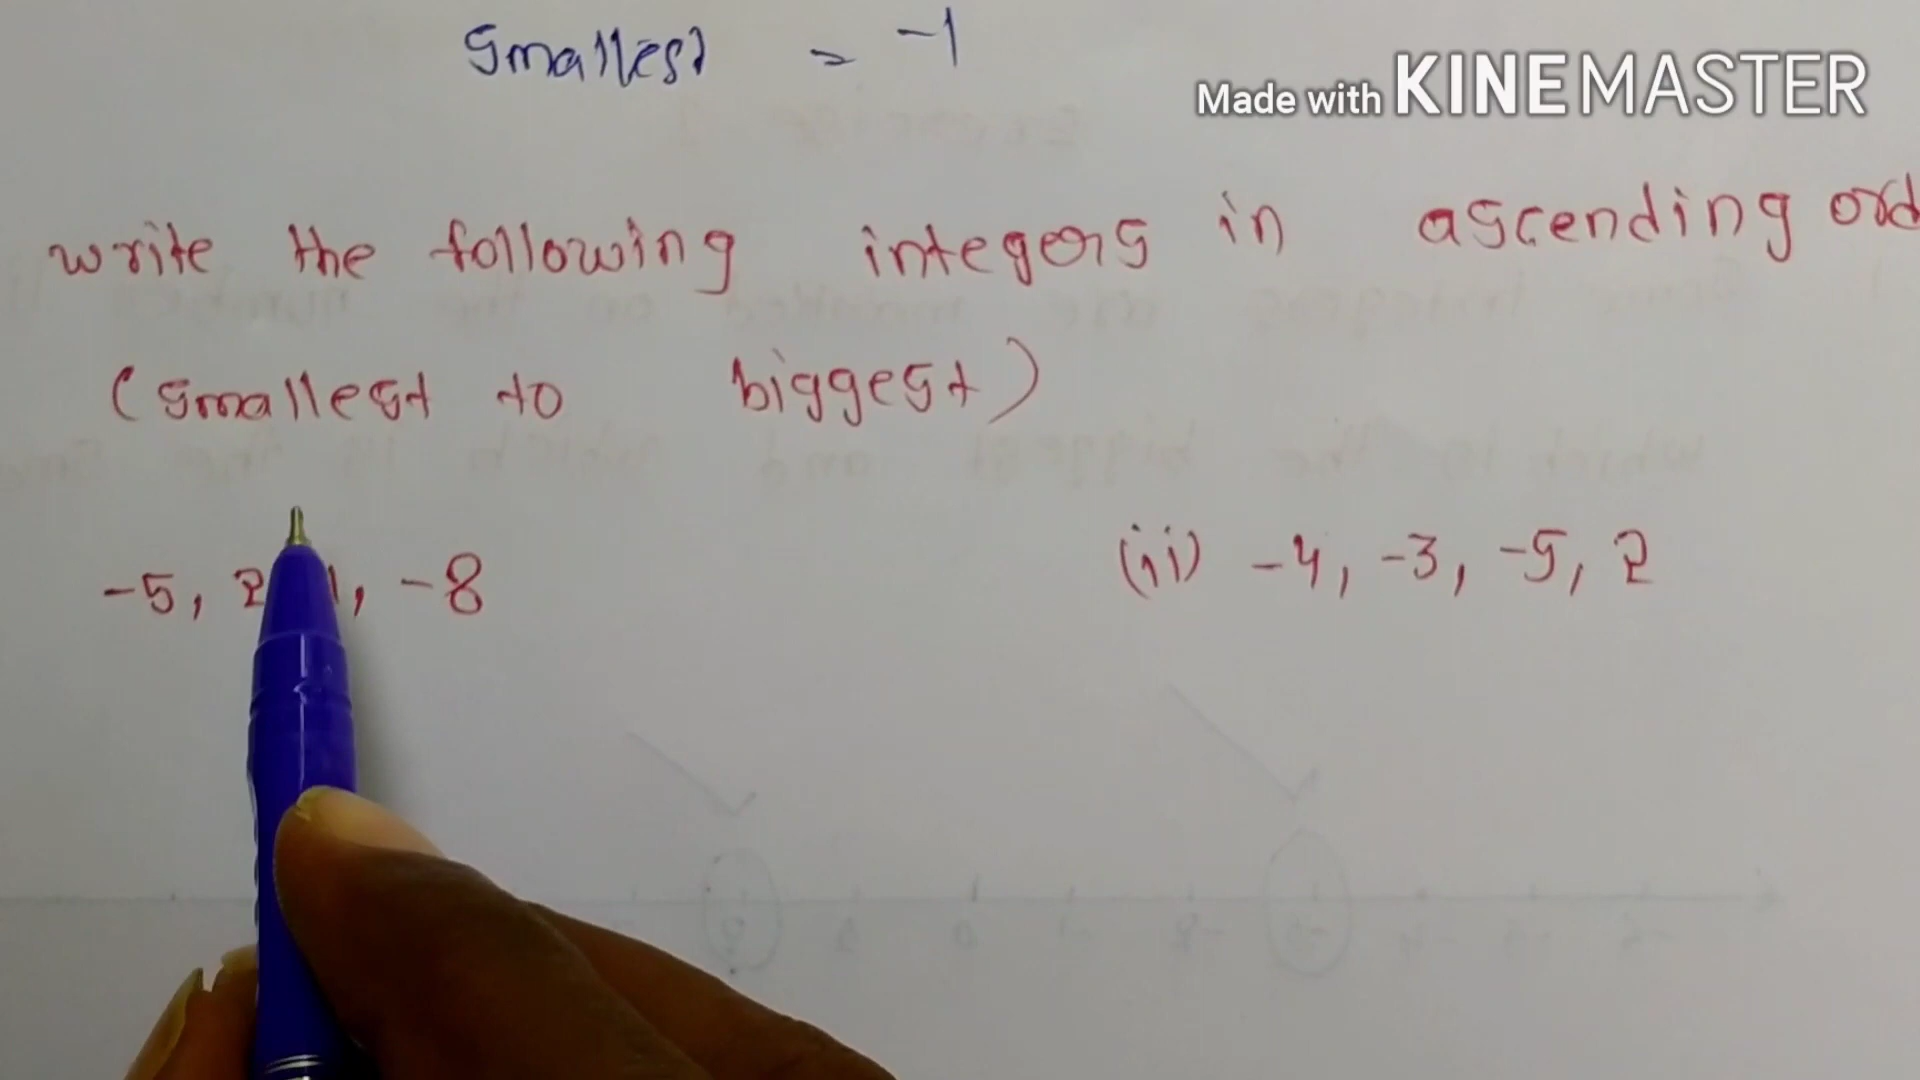 Smallest = -1
Made with KINEMASTER
write the following integers in ascending ord
(smallest to biggest)
-5, 2, 1, -8 (ii) -4, -3, -5, 2